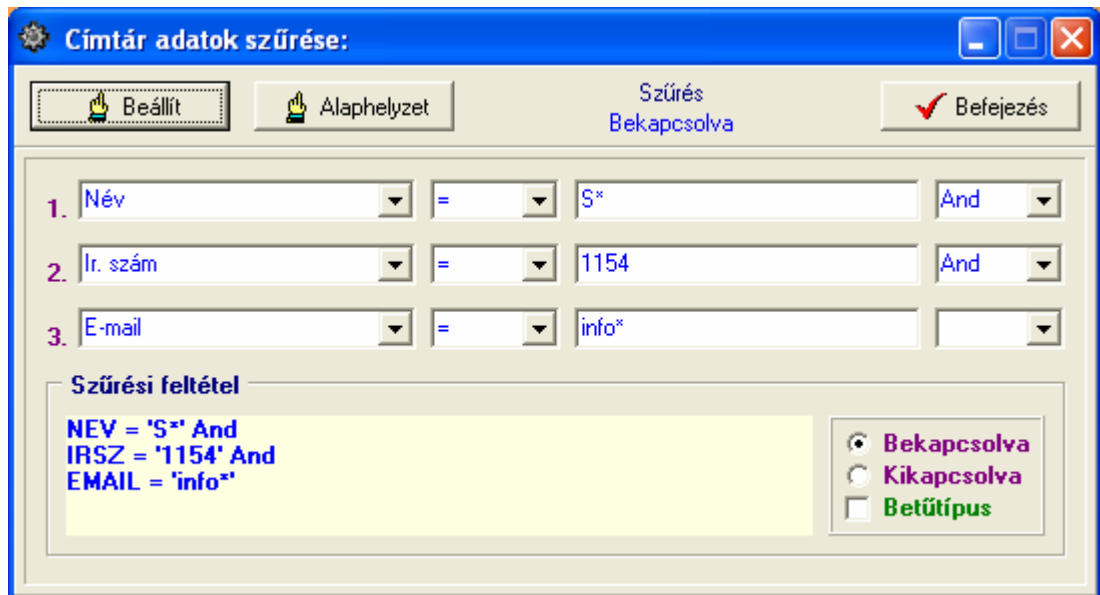 Címtár adatok szűrése:
Beállít
Alaphelyzet
Szűrés
Bekapcsolva
Befejezés
1. Név = S* And
2. Ir. szám = 1154 And
3. E-mail = info*
Szűrési feltétel
NEV = 'S*' And
IRSZ = '1154' And
EMAIL = 'info*'
Bekapcsolva
Kikapcsolva
Betűtípus